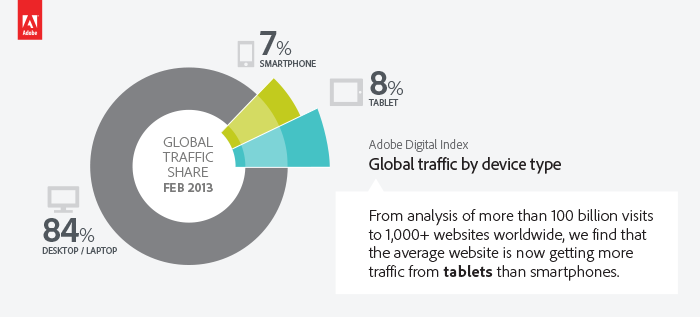 Adobe
7%
SMARTPHONE
8%
TABLET
GLOBAL
TRAFFIC
SHARE
FEB 2013
84%
DESKTOP / LAPTOP
Adobe Digital Index
Global traffic by device type
From analysis of more than 100 billion visits
to 1,000+ websites worldwide, we find that
the average website is now getting more
traffic from tablets than smartphones.